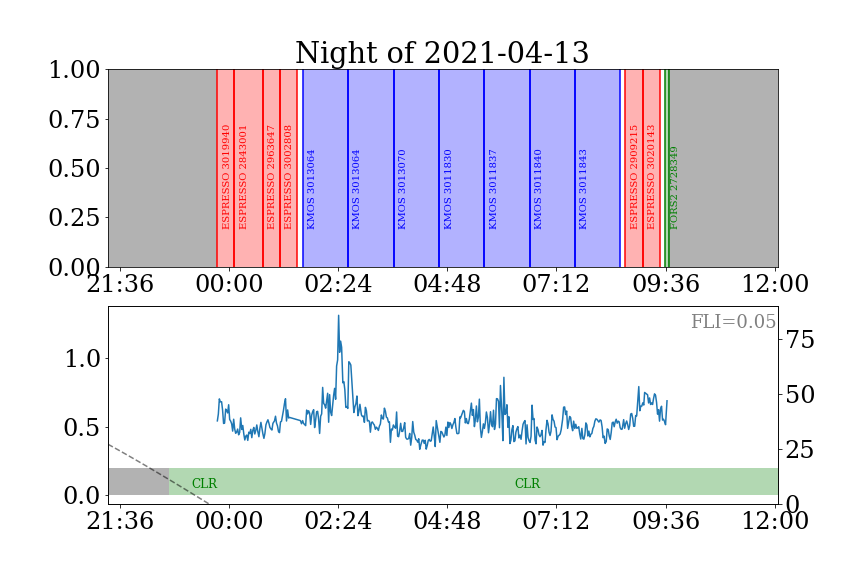 Night of 2021-04-13
1.00
0.75
0.50
0.25
0.00
ESPRESSO 3019940
ESPRESSO 2843001
ESPRESSO 2963647
ESPRESSO 3002808
KMOS 3013064
KMOS 3013064
KMOS 3013070
KMOS 3011830
KMOS 3011837
KMOS 3011840
KMOS 3011843
ESPRESSO 2909215
ESPRESSO 3020143
FORS2 2728349
21:36 00:00 02:24 04:48 07:12 09:36 12:00
FLI=0.05
1.0
0.5
0.0
75
50
25
0
CLR CLR
21:36 00:00 02:24 04:48 07:12 09:36 12:00